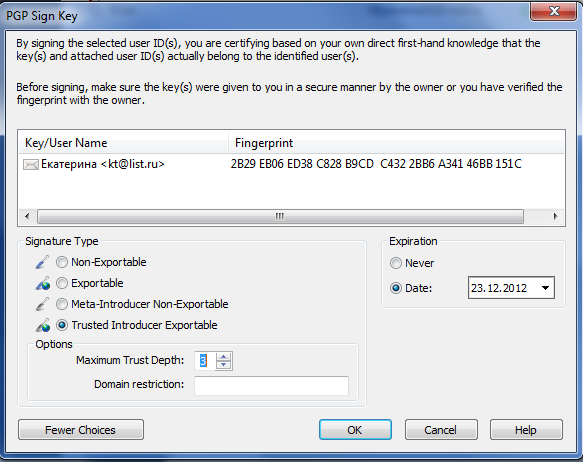 PGP Sign Key
By signing the selected user ID(s), you are certifying based on your own direct first-hand knowledge that the
key(s) and attached user ID(s) actually belong to the identified user(s).
Before signing, make sure the key(s) were given to you in a secure manner by the owner or you have verified the
fingerprint with the owner.
Key/User Name Fingerprint
Екатерина <kt@list.ru> 2B29 EB06 ED38 C828 B9CD C432 2BB6 A341 46BB 151C
Signature Type
Non-Exportable
Exportable
Meta-Introducer Non-Exportable
Trusted Introducer Exportable
Options
Maximum Trust Depth: 3
Domain restriction:
Expiration
Never
Date: 23.12.2012
Fewer Choices OK Cancel Help